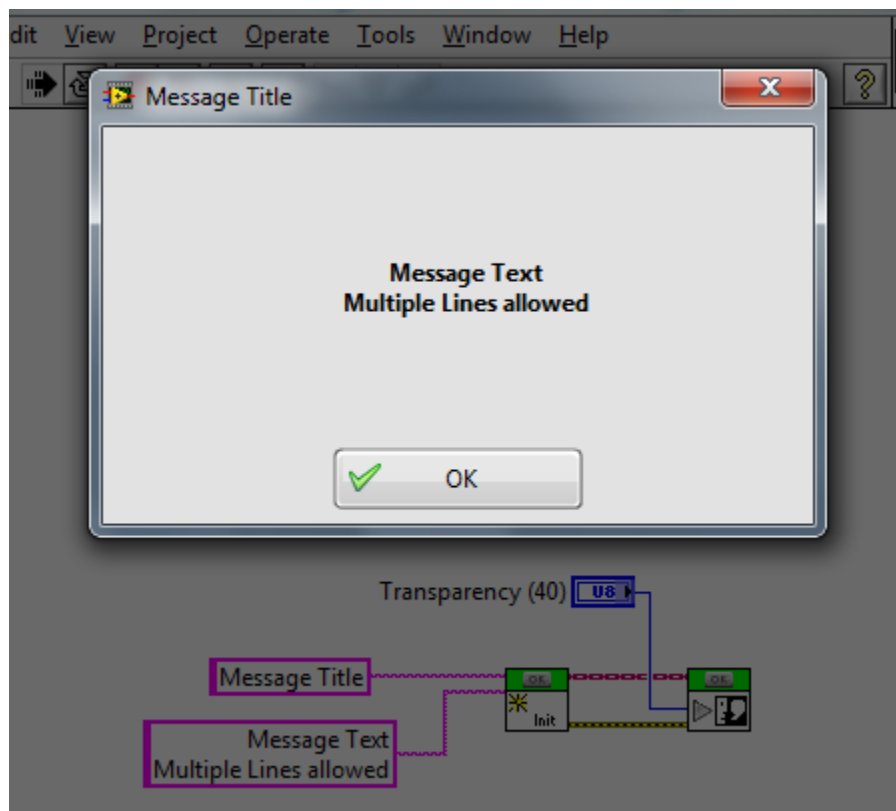 dit View Project Operate Tools Window Help
Message Title
x
?
Message Text
Multiple Lines allowed
OK
Transparency (40) U8
Message Title
OK
OK
Init
Message Text
Multiple Lines allowed